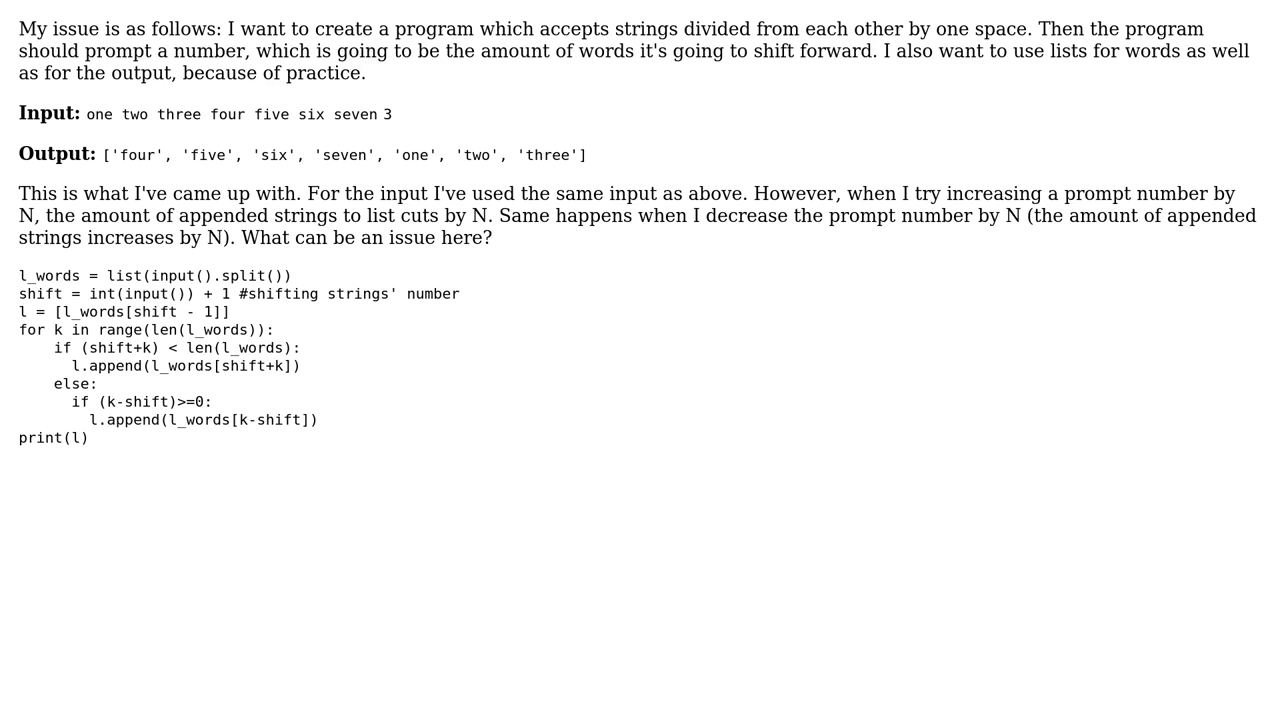 My issue is as follows: I want to create a program which accepts strings divided from each other by one space. Then the program
should prompt a number, which is going to be the amount of words it's going to shift forward. I also want to use lists for words as well
as for the output, because of practice.
Input: one two three four five six seven 3
Output: ['four', 'five', 'six', 'seven', 'one', 'two', 'three']
This is what I've came up with. For the input I've used the same input as above. However, when I try increasing a prompt number by
N, the amount of appended strings to list cuts by N. Same happens when I decrease the prompt number by N (the amount of appended
strings increases by N). What can be an issue here?
l_words = list(input().split())
shift = int(input()) + 1 #shifting strings' number
l = [l_words[shift - 1]]
for k in range(len(l_words)):
    if (shift+k) < len(l_words):
      l.append(l_words[shift+k])
    else:
      if (k-shift)>=0:
        l.append(l_words[k-shift])
print(l)